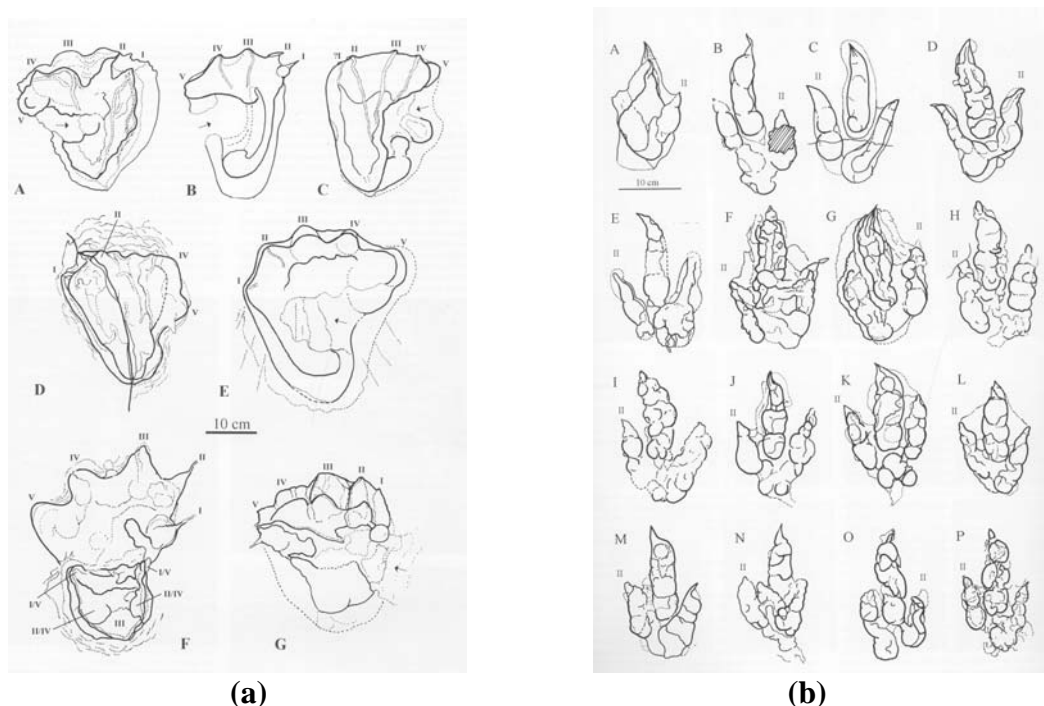 III II I
IV
V
A
IV III II
I
V
B
?I II III IV
V
C
II
I IV
V
D
III
II IV
V
I
E
10 cm
III
IV II
V I
I/V I/V
II/IV II/IV
III
F
III II
IV I
V
G
(a)
A
II
B
II
C
II
D
II
10 cm
E
II
F
II
G
II
H
II
I
II
J
II
K
II
L
II
M
II
N
II
O
II
P
II
(b)